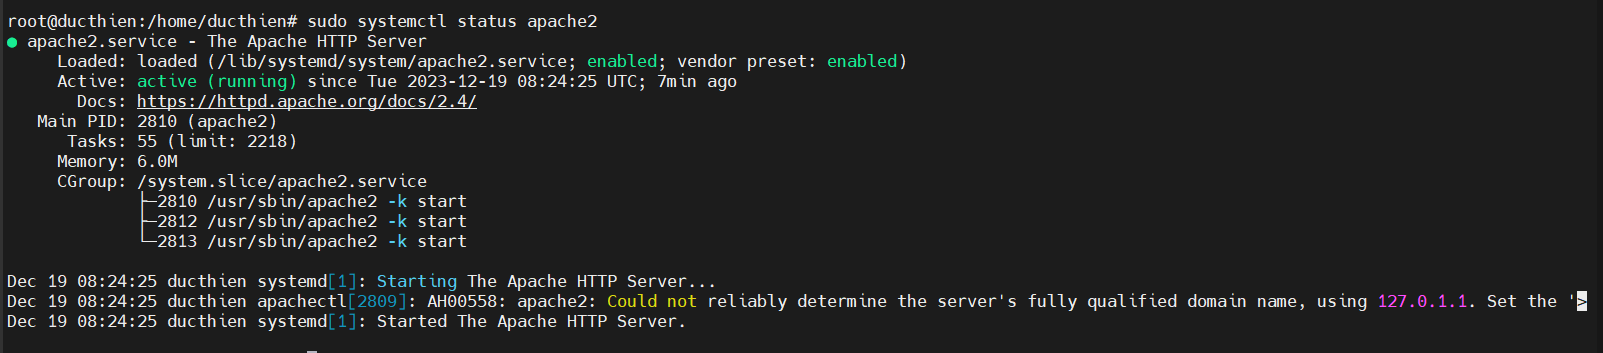 root@ducthien:/home/ducthien# sudo systemctl status apache2
● apache2.service - The Apache HTTP Server
     Loaded: loaded (/lib/systemd/system/apache2.service; enabled; vendor preset: enabled)
     Active: active (running) since Tue 2023-12-19 08:24:25 UTC; 7min ago
       Docs: https://httpd.apache.org/docs/2.4/
   Main PID: 2810 (apache2)
      Tasks: 55 (limit: 2218)
     Memory: 6.0M
     CGroup: /system.slice/apache2.service
             ├─2810 /usr/sbin/apache2 -k start
             ├─2812 /usr/sbin/apache2 -k start
             └─2813 /usr/sbin/apache2 -k start
Dec 19 08:24:25 ducthien systemd[1]: Starting The Apache HTTP Server...
Dec 19 08:24:25 ducthien apachectl[2809]: AH00558: apache2: Could not reliably determine the server's fully qualified domain name, using 127.0.1.1. Set the '>
Dec 19 08:24:25 ducthien systemd[1]: Started The Apache HTTP Server.